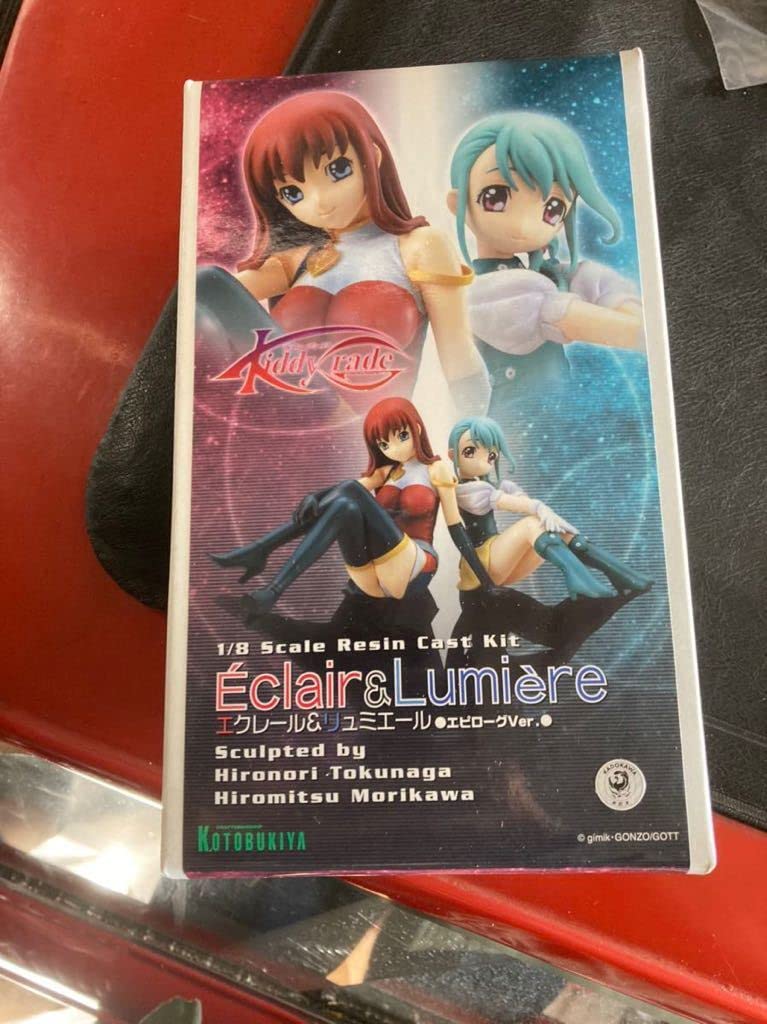 Kiddy Grade
1/8 Scale Resin Cast Kit
Éclair&Lumière
エクレール&リュミエール●エピローグVer.●
Sculpted by
Hironori Tokunaga
Hiromitsu Morikawa
KADOKAWA
KOTOBUKIYA
© gímik・GONZO/GOTT